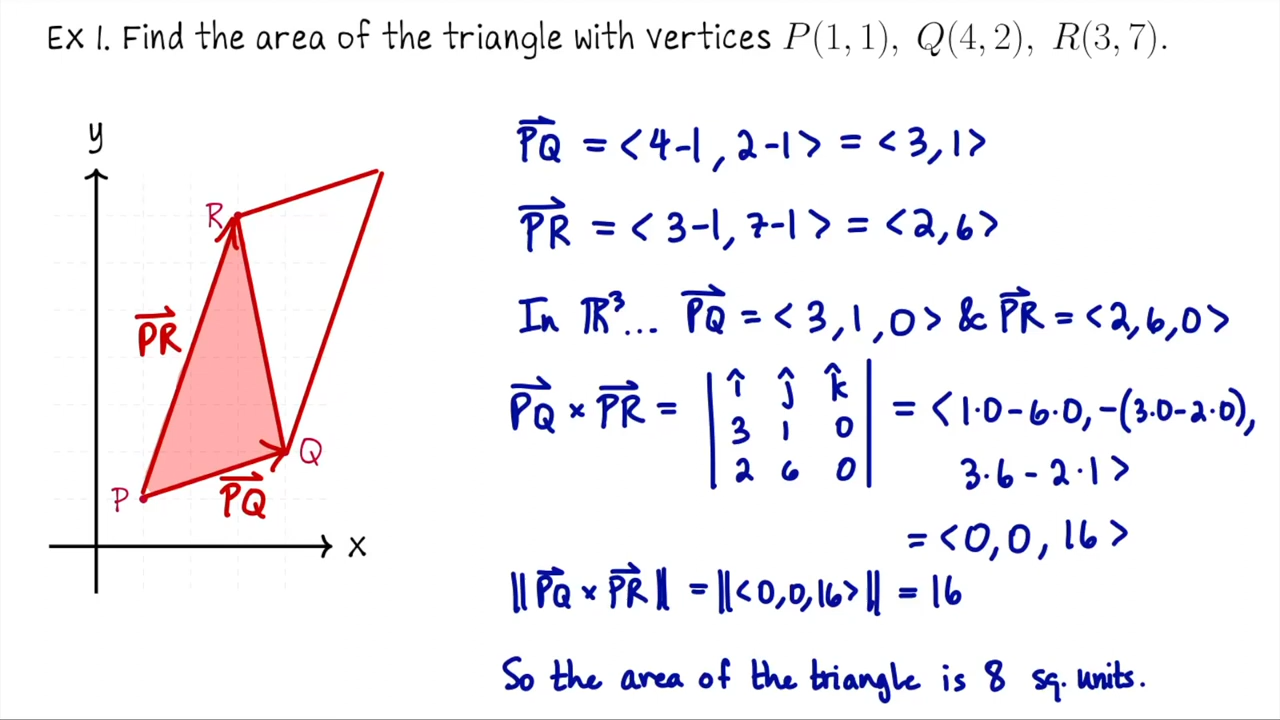 Ex 1. Find the area of the triangle with vertices P(1, 1), Q(4, 2), R(3, 7).
y
R
PR⃗
Q
P
PQ⃗
x
PQ⃗ = <4-1, 2-1> = <3, 1>
PR⃗ = <3-1, 7-1> = <2, 6>
In ℝ³... PQ⃗ = <3, 1, 0> & PR⃗ = <2, 6, 0>
PQ⃗ × PR⃗ = | î ĵ k̂ | = <1·0-6·0, -(3·0-2·0),
3 1 0
2 6 0
3·6-2·1>
= <0, 0, 16>
||PQ⃗ × PR⃗|| = ||<0,0,16>|| = 16
So the area of the triangle is 8 sq. units.